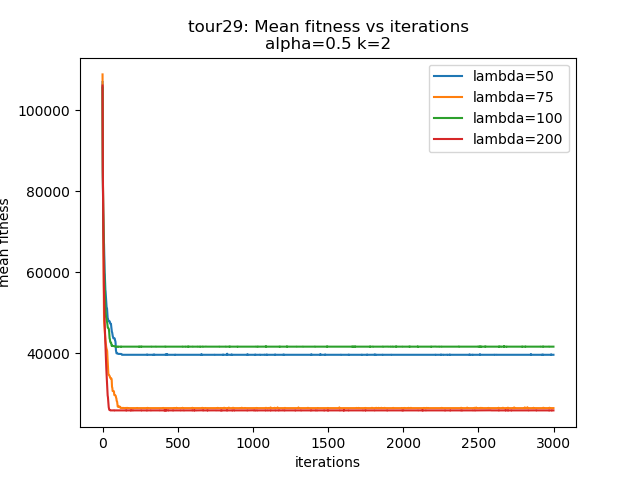 tour29: Mean fitness vs iterations
alpha=0.5 k=2
lambda=50
lambda=75
lambda=100
lambda=200
100000
80000
60000
40000
mean fitness
0
500
1000
1500
2000
2500
3000
iterations